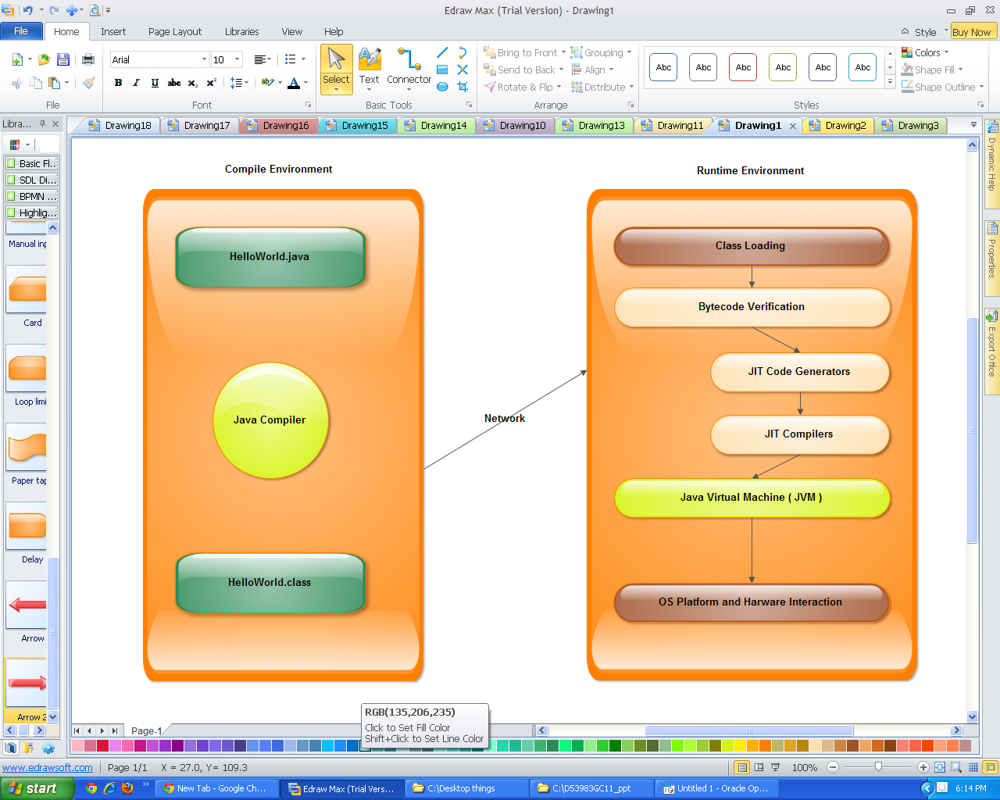 Edraw Max (Trial Version) - Drawing1
File Home Insert Page Layout Libraries View Help Style Buy Now
Arial 10 Select Text Connector Bring to Front Grouping Abc Abc Abc Abc Abc Abc Colors
Send to Back Align Shape Fill
B I U abc x₂ x² aby A Rotate & Flip Distribute Shape Outline
File Font Basic Tools Arrange Styles
Libra... Drawing18 Drawing17 Drawing16 Drawing15 Drawing14 Drawing10 Drawing13 Drawing11 Drawing1 Drawing2 Drawing3
Basic Fl...
SDL Di...
BPMN ...
Highlig...
Manual inp
Card
Loop limi
Paper tap
Delay
Arrow
Arrow 2
Compile Environment
HelloWorld.java
Java Compiler
HelloWorld.class
Network
Runtime Environment
Class Loading
Bytecode Verification
JIT Code Generators
JIT Compilers
Java Virtual Machine ( JVM )
OS Platform and Harware Interaction
Dynamic Help
Properties
Export Office
RGB(135,206,235)
Click to Set Fill Color
Shift+Click to Set Line Color
Page-1
www.edrawsoft.com Page 1/1 X = 27.0, Y= 109.3 100%
start New Tab - Google Ch... Edraw Max (Trial Vers... C:\Desktop things C:\D53983GC11_ppt Untitled 1 - Oracle Op... 6:14 PM